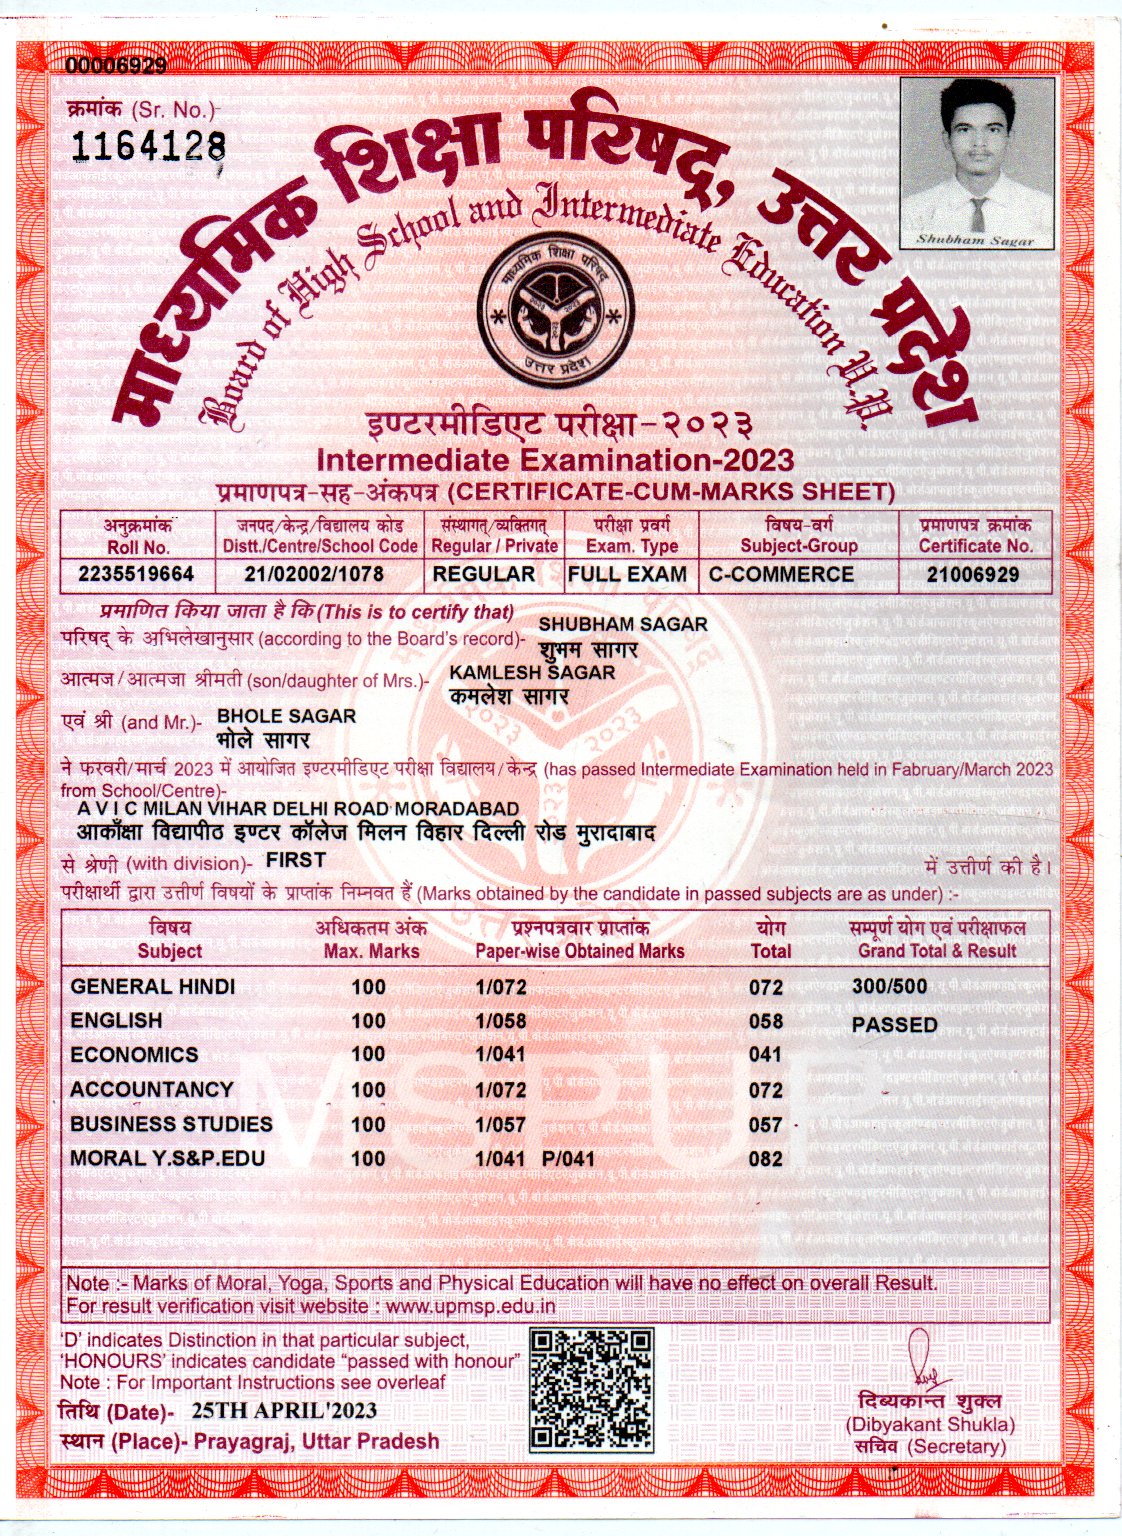 00006929
क्रमांक (Sr. No.)
1164128
माध्यमिक शिक्षा परिषद्, उत्तर प्रदेश
Board of High School and Intermediate Education U.P.
Shubham Sagar
माध्यमिक शिक्षा परिषद
उत्तर प्रदेश
इण्टरमीडिएट परीक्षा-२०२३
Intermediate Examination-2023
प्रमाणपत्र-सह-अंकपत्र (CERTIFICATE-CUM-MARKS SHEET)
अनुक्रमांक जनपद/केन्द्र/विद्यालय कोड संस्थागत्/व्यक्तिगत् परीक्षा प्रवर्ग विषय-वर्ग प्रमाणपत्र क्रमांक
Roll No. Distt./Centre/School Code Regular / Private Exam. Type Subject-Group Certificate No.
2235519664 21/02002/1078 REGULAR FULL EXAM C-COMMERCE 21006929
प्रमाणित किया जाता है कि (This is to certify that)
SHUBHAM SAGAR
परिषद् के अभिलेखानुसार (according to the Board's record)-
शुभम सागर
KAMLESH SAGAR
आत्मज/आत्मजा श्रीमती (son/daughter of Mrs.)-
कमलेश सागर
एवं श्री (and Mr.)- BHOLE SAGAR
भोले सागर
ने फरवरी/मार्च 2023 में आयोजित इण्टरमीडिएट परीक्षा विद्यालय/केन्द्र (has passed Intermediate Examination held in Fabruary/March 2023
from School/Centre)-
A V I C MILAN VIHAR DELHI ROAD MORADABAD
आकाँक्षा विद्यापीठ इण्टर कॉलेज मिलन विहार दिल्ली रोड मुरादाबाद
से श्रेणी (with division)- FIRST में उत्तीर्ण की है।
परीक्षार्थी द्वारा उत्तीर्ण विषयों के प्राप्तांक निम्नवत हैं (Marks obtained by the candidate in passed subjects are as under) :-
विषय अधिकतम अंक प्रश्नपत्रवार प्राप्तांक योग सम्पूर्ण योग एवं परीक्षाफल
Subject Max. Marks Paper-wise Obtained Marks Total Grand Total & Result
GENERAL HINDI 100 1/072 072 300/500
ENGLISH 100 1/058 058 PASSED
ECONOMICS 100 1/041 041
ACCOUNTANCY 100 1/072 072
BUSINESS STUDIES 100 1/057 057
MORAL Y.S&P.EDU 100 1/041 P/041 082
Note :- Marks of Moral, Yoga, Sports and Physical Education will have no effect on overall Result.
For result verification visit website : www.upmsp.edu.in
'D' indicates Distinction in that particular subject,
'HONOURS' indicates candidate "passed with honour"
Note : For Important Instructions see overleaf
तिथि (Date)- 25TH APRIL'2023
स्थान (Place)- Prayagraj, Uttar Pradesh
दिब्यकान्त शुक्ल
(Dibyakant Shukla)
सचिव (Secretary)